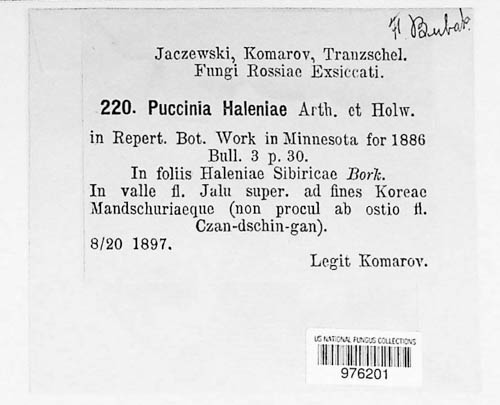 F Bubak.
Jaczewski, Komarov, Tranzschel.
Fungi Rossiae Exsiccati.
220. Puccinia Haleniae Arth. et Holw.
in Repert. Bot. Work in Minnesota for 1886
Bull. 3 p. 30.
In foliis Haleniae Sibiricae Bork.
In valle fl. Jalu super. ad fines Koreae
Mandschuriaeque (non procul ab ostio fl.
Czan-dschin-gan).
8/20 1897.
Legit Komarov.
US NATIONAL FUNGUS COLLECTIONS
976201